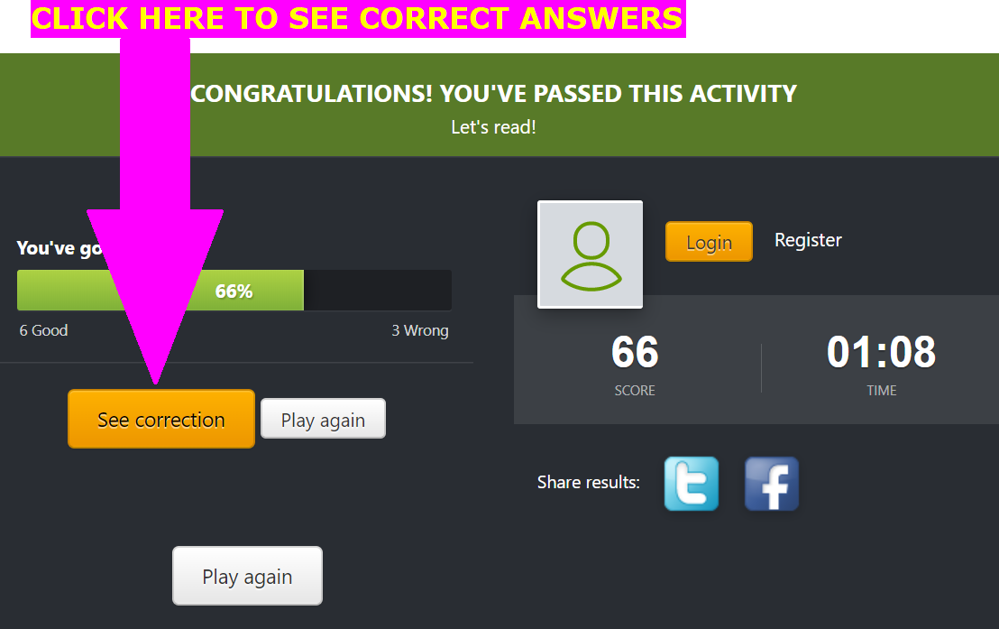 CLICK HERE TO SEE CORRECT ANSWERS
CONGRATULATIONS! YOU'VE PASSED THIS ACTIVITY
Let's read!
You've go
66%
6 Good
3 Wrong
See correction
Play again
Play again
Login
Register
66
SCORE
01:08
TIME
Share results: